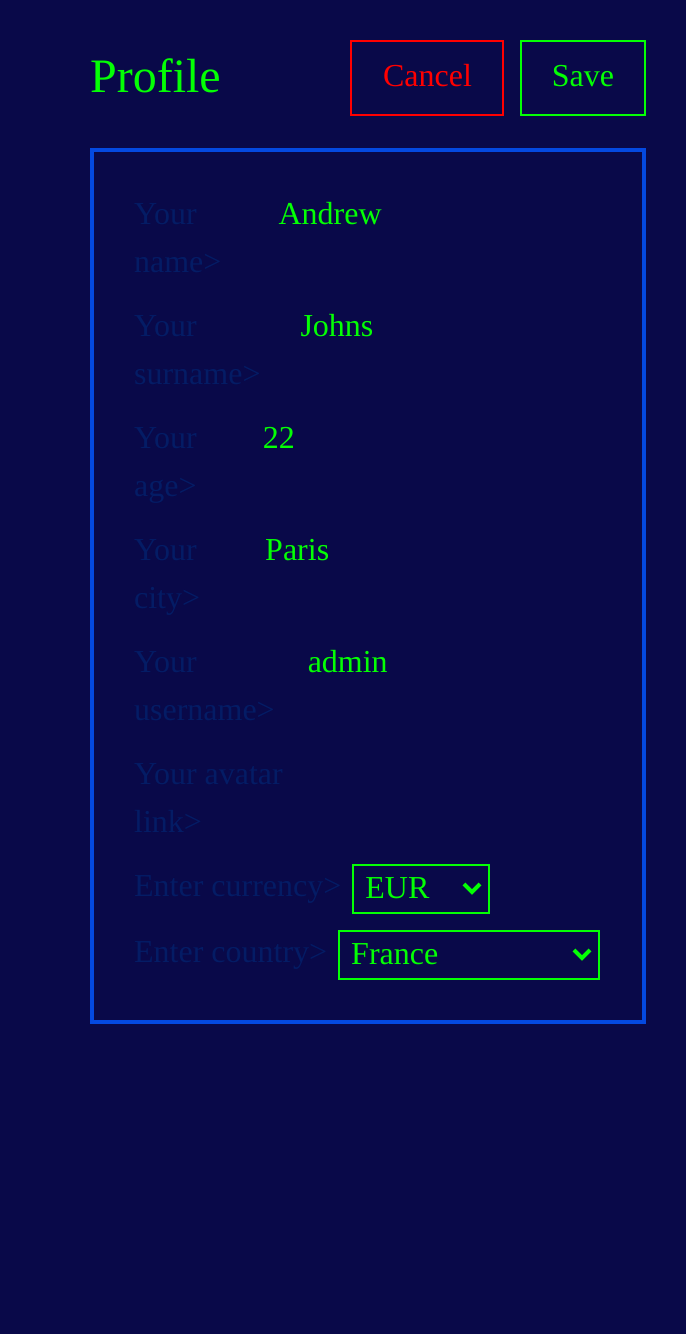 Profile
Cancel
Save
Your
Andrew
name>
Your
Johns
surname>
Your
22
age>
Your
Paris
city>
Your
admin
username>
Your avatar
link>
Enter currency> EUR
Enter country> France